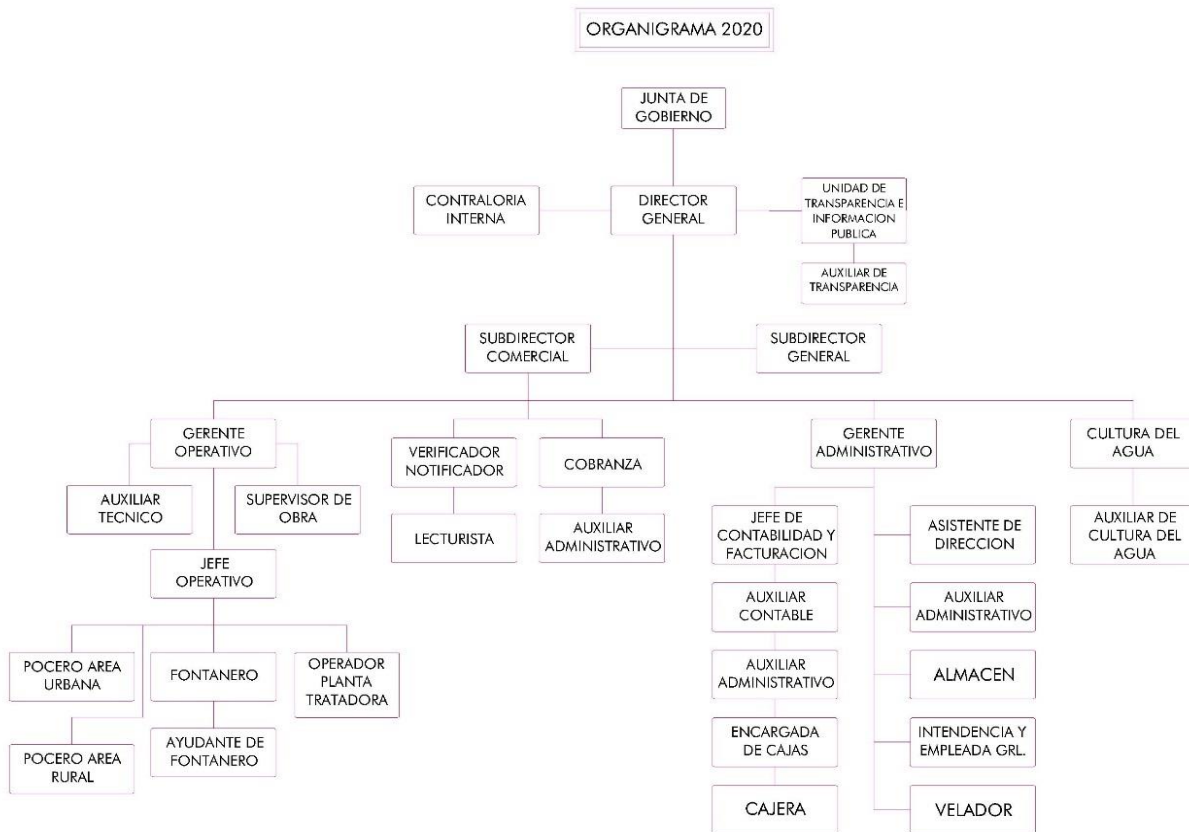 ORGANIGRAMA 2020
JUNTA DE
GOBIERNO
CONTRALORIA
INTERNA
DIRECTOR
GENERAL
UNIDAD DE
TRANSPARENCIA E
INFORMACION
PUBLICA
AUXILIAR DE
TRANSPARENCIA
SUBDIRECTOR
COMERCIAL
SUBDIRECTOR
GENERAL
GERENTE
OPERATIVO
VERIFICADOR
NOTIFICADOR
COBRANZA
GERENTE
ADMINISTRATIVO
CULTURA DEL
AGUA
AUXILIAR
TECNICO
SUPERVISOR DE
OBRA
LECTURISTA
AUXILIAR
ADMINISTRATIVO
JEFE DE
CONTABILIDAD Y
FACTURACION
ASISTENTE DE
DIRECCION
AUXILIAR DE
CULTURA DEL
AGUA
JEFE
OPERATIVO
AUXILIAR
CONTABLE
AUXILIAR
ADMINISTRATIVO
POCERO AREA
URBANA
FONTANERO
OPERADOR
PLANTA
TRATADORA
AUXILIAR
ADMINISTRATIVO
ALMACEN
POCERO AREA
RURAL
AYUDANTE DE
FONTANERO
ENCARGADA
DE CAJAS
INTENDENCIA Y
EMPLEADA GRL.
CAJERA
VELADOR